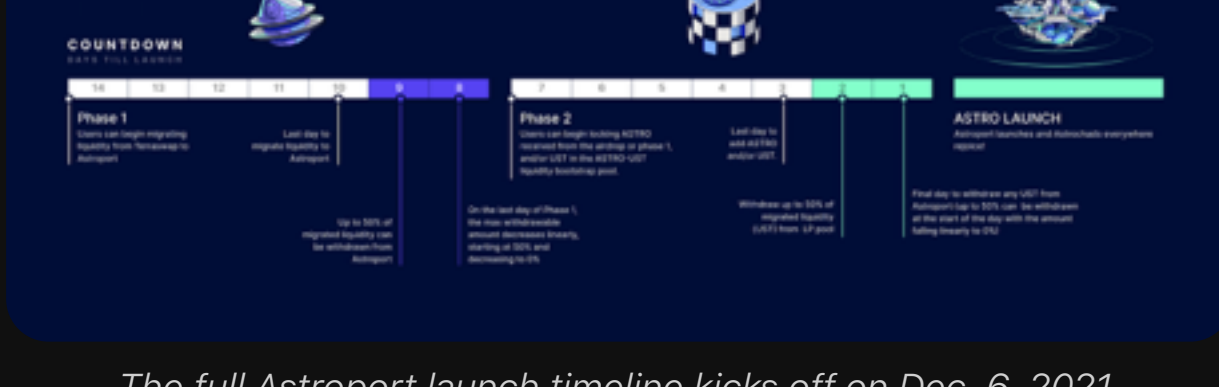 COUNTDOWN
DAYS TILL LAUNCH
14 13 12 11 10 9 8 7 6 5 4 3 2 1
Phase 1
Users can begin migrating
liquidity from Terraswap to
Astroport
Last day to
migrate liquidity to
Astroport
Up to 50% of
migrated liquidity can
be withdrawn from
Astroport
On the last day of Phase 1,
the max withdrawable
amount decreases linearly,
starting at 50% and
decreasing to 0%
Phase 2
Users can begin locking ASTRO
received from the airdrop or phase 1,
and/or UST in the ASTRO-UST
liquidity bootstrap pool.
Last day to
add ASTRO
and/or UST.
Withdraw up to 50% of
migrated liquidity
(UST) from LP pool
Final day to withdraw any UST from
Astroport (up to 50% can be withdrawn
at the start of the day with the amount
falling linearly to 0%)
ASTRO LAUNCH
Astroport launches and Astrochads everywhere
rejoice!
The full Astroport launch timeline kicks off on Dec. 6, 2021